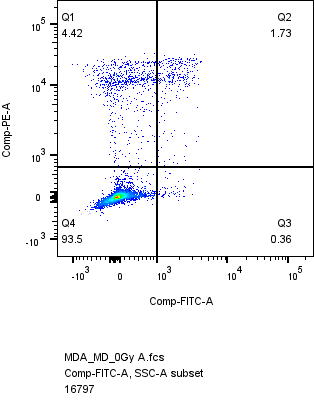 Q1
4.42
Q2
1.73
10^5
10^4
10^3
0
-10^3
Comp-PE-A
Q4
93.5
Q3
0.36
-10^3 0 10^3 10^4 10^5
Comp-FITC-A
MDA_MD_0Gy A.fcs
Comp-FITC-A, SSC-A subset
16797